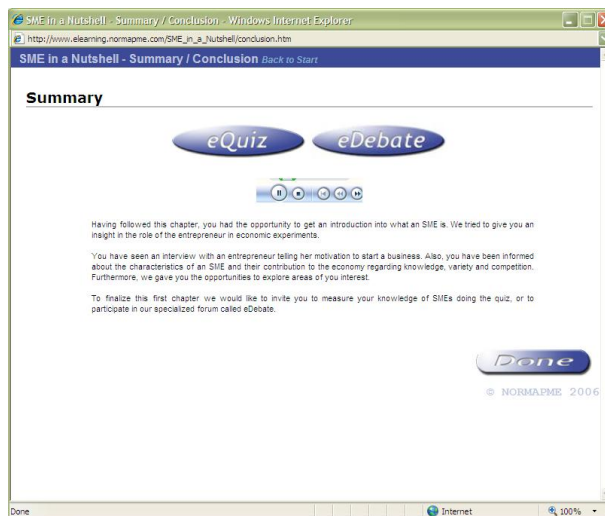 SME in a Nutshell - Summary / Conclusion - Windows Internet Explorer
http://www.elearning.normapme.com/SME_in_a_Nutshell/conclusion.htm
SME in a Nutshell - Summary / Conclusion Back to Start
Summary
eQuiz eDebate
Having followed this chapter, you had the opportunity to get an introduction into what an SME is. We tried to give you an
insight in the role of the entrepreneur in economic experiments.
You have seen an interview with an entrepreneur telling her motivation to start a business. Also, you have been informed
about the characteristics of an SME and their contribution to the economy regarding knowledge, variety and competition.
Furthermore, we gave you the opportunities to explore areas of you interest.
To finalize this first chapter we would like to invite you to measure your knowledge of SMEs doing the quiz, or to
participate in our specialized forum called eDebate.
Done
© NORMAPME 2006
Done Internet 100%